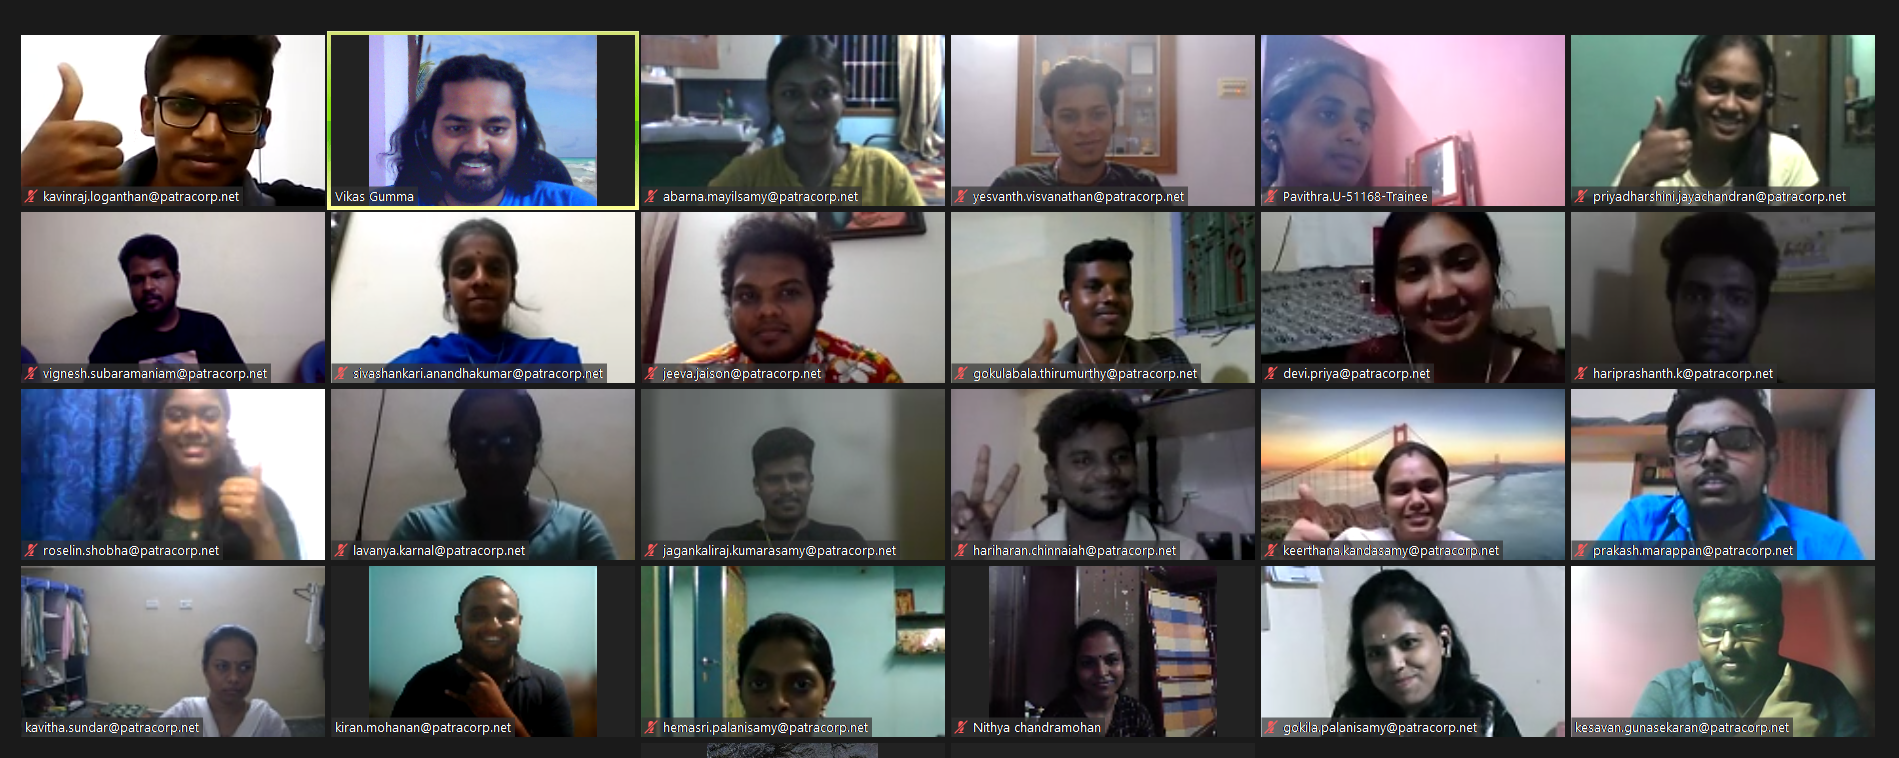 kavinraj.loganthan@patracorp.net
Vikas Gumma
abarna.mayilsamy@patracorp.net
yesvanth.visvanathan@patracorp.net
Pavithra.U-51168-Trainee
priyadharshini.jayachandran@patracorp.net
vignesh.subaramaniam@patracorp.net
sivashankari.anandhakumar@patracorp.net
jeeva.jaison@patracorp.net
gokulabala.thirumurthy@patracorp.net
devi.priya@patracorp.net
hariprashanth.k@patracorp.net
roselin.shobha@patracorp.net
lavanya.karnal@patracorp.net
jagankaliraj.kumarasamy@patracorp.net
hariharan.chinnaiah@patracorp.net
keerthana.kandasamy@patracorp.net
prakash.marappan@patracorp.net
kavitha.sundar@patracorp.net
kiran.mohanan@patracorp.net
hemasri.palanisamy@patracorp.net
Nithya chandramohan
gokila.palanisamy@patracorp.net
kesavan.gunasekaran@patracorp.net